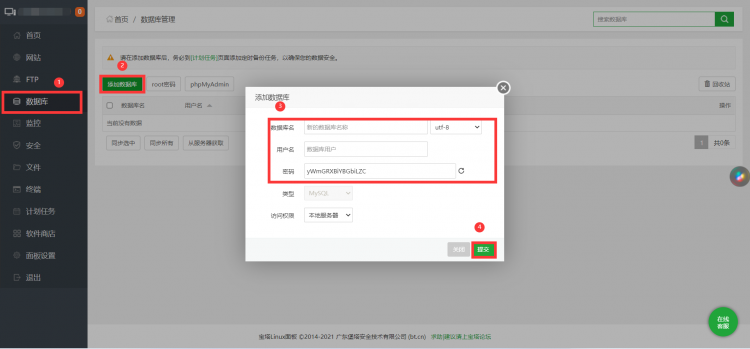 0
首页
网站
FTP
1
数据库
监控
安全
文件
终端
计划任务
软件商店
面板设置
退出
首页 / 数据库管理
搜索数据库
请在添加数据库后，务必到[计划任务]页面添加定时备份任务，以确保您的数据安全。
2
添加数据库 root密码 phpMyAdmin
回收站
数据库名 用户名 操作
当前没有数据
同步选中 同步所有 从服务器获取
1 共0条
添加数据库
3
数据库名 新的数据库名称 utf-8
用户名 数据库用户
密码 yWmGRXBiYBGbiLZC
类型 MySQL
访问权限 本地服务器
4
关闭 提交
在线
客服
宝塔Linux面板 ©2014-2021 广东堡塔安全技术有限公司 (bt.cn) 求助|建议请上宝塔论坛